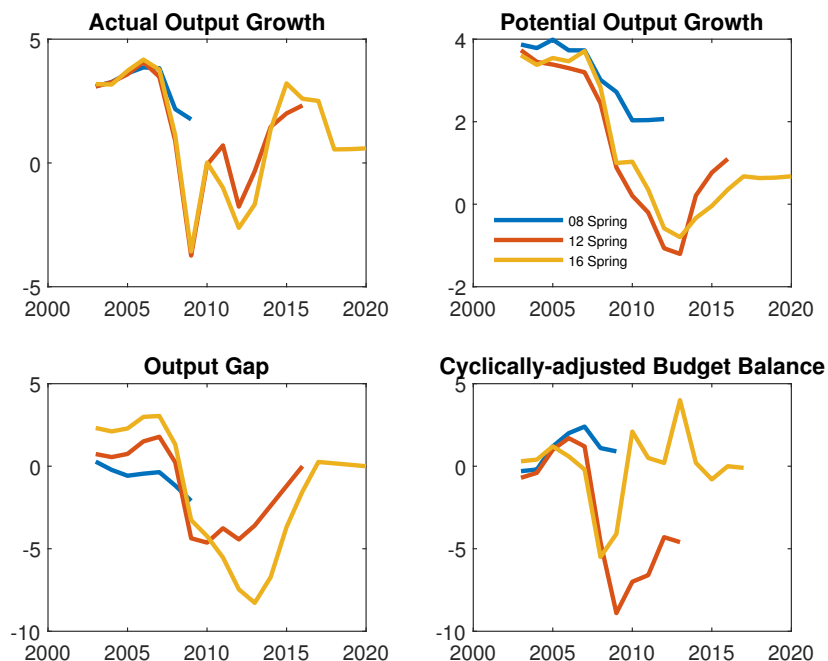 Actual Output Growth
5
0
-5
2000 2005 2010 2015 2020
Potential Output Growth
4
2
0
-2
08 Spring
12 Spring
16 Spring
2000 2005 2010 2015 2020
Output Gap
5
0
-5
-10
2000 2005 2010 2015 2020
Cyclically-adjusted Budget Balance
5
0
-5
-10
2000 2005 2010 2015 2020